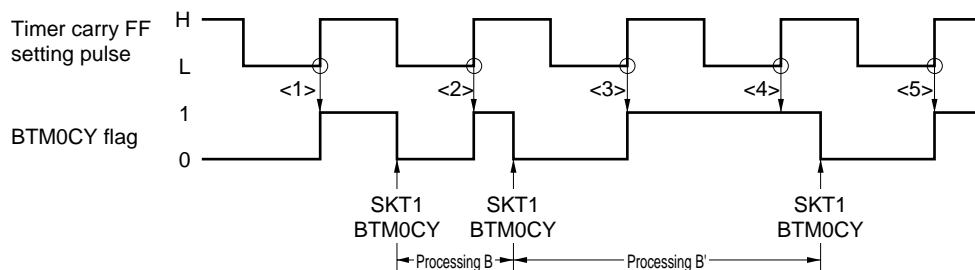 Timer carry FF
setting pulse
H
L
<1>
<2>
<3>
<4>
<5>
BTM0CY flag
1
0
SKT1
BTM0CY
SKT1
BTM0CY
SKT1
BTM0CY
Processing B
Processing B'